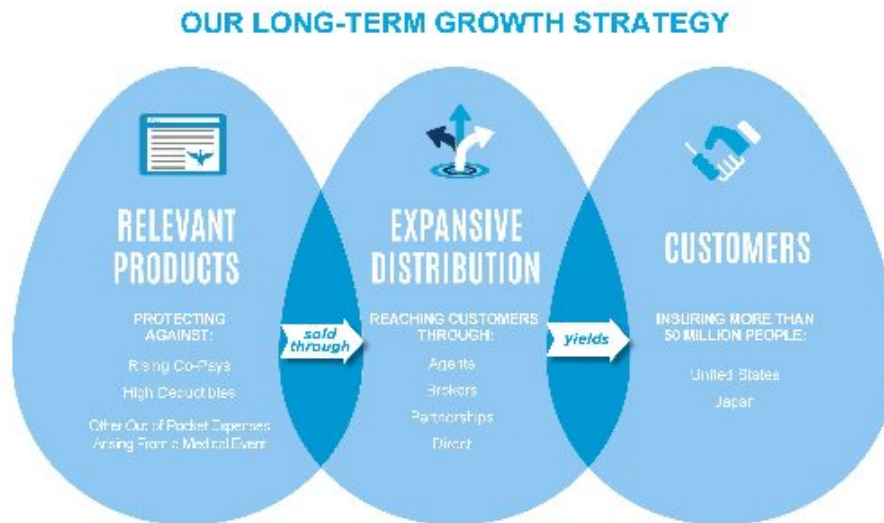 OUR LONG-TERM GROWTH STRATEGY
RELEVANT
PRODUCTS
PROTECTING
AGAINST:
Rising Co-Pays
High Deductibles
Other Out of Pocket Expenses
Arising From a Medical Event
sold
through
EXPANSIVE
DISTRIBUTION
REACHING CUSTOMERS
THROUGH:
Agents
Brokers
Partnerships
Direct
yields
CUSTOMERS
INSURING MORE THAN
50 MILLION PEOPLE:
United States
Japan